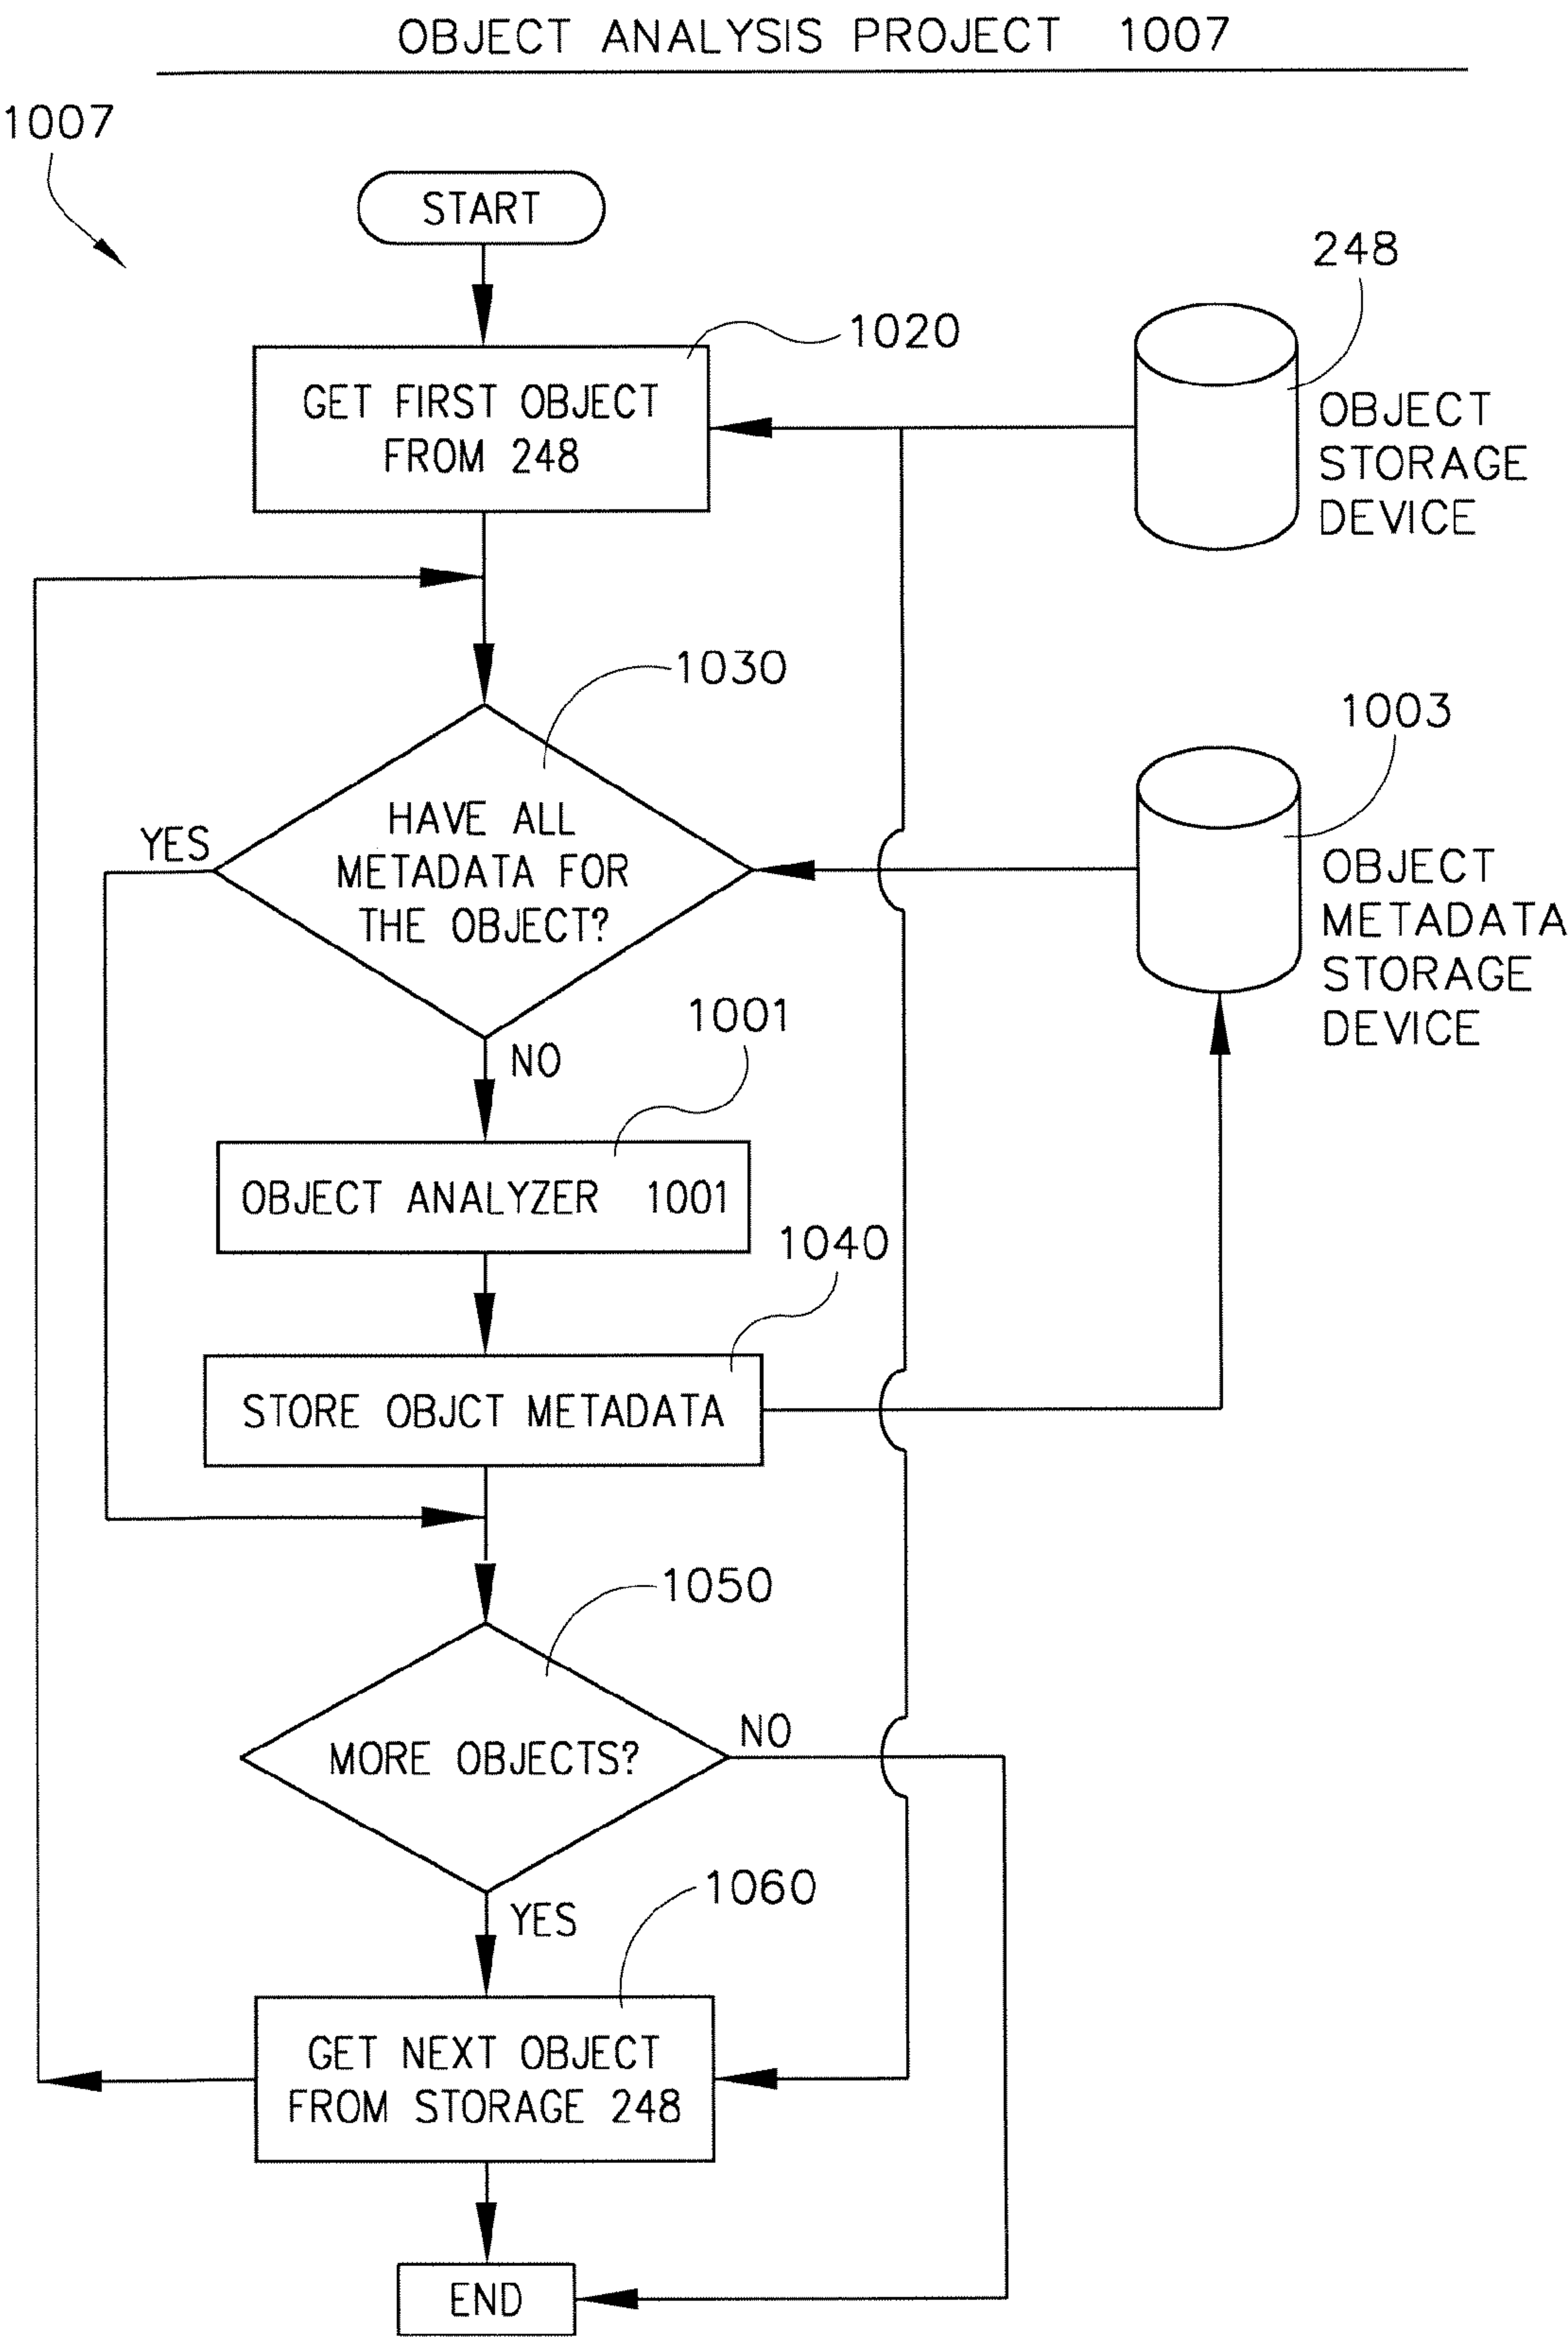 OBJECT ANALYSIS PROJECT 1007
1007
START
248
1020
GET FIRST OBJECT
FROM 248
OBJECT
STORAGE
DEVICE
1030
1003
HAVE ALL
METADATA FOR
THE OBJECT?
YES
OBJECT
METADATA
STORAGE
DEVICE
NO
1001
OBJECT ANALYZER 1001
1040
STORE OBJCT METADATA
1050
MORE OBJECTS?
NO
YES
1060
GET NEXT OBJECT
FROM STORAGE 248
END